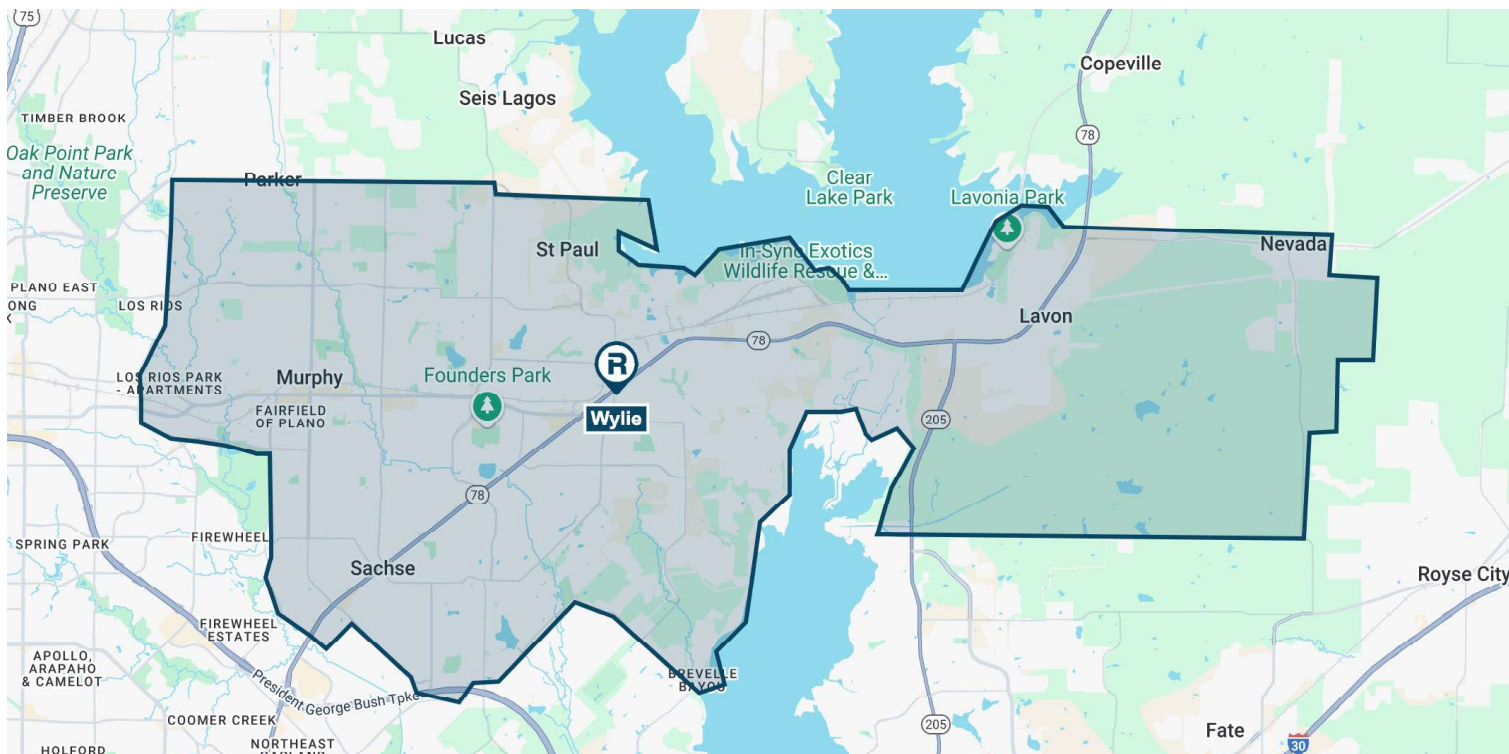 75
Lucas
Copeville
Seis Lagos
TIMBER BROOK
78
Oak Point Park
and Nature
Preserve
Parker
Clear
Lake Park
Lavonia Park
St Paul
In-Sync Exotics
Wildlife Rescue &...
Nevada
PLANO EAST
ONG
K
LOS RIOS
Lavon
78
R
LOS RIOS PARK
- APARTMENTS
Murphy
Founders Park
FAIRFIELD
OF PLANO
Wylie
205
78
SPRING PARK
FIREWHEEL
Sachse
Royse City
FIREWHEEL
ESTATES
APOLLO,
ARAPAHO
& CAMELOT
BREVELLE
BAYOU
President George Bush Tpke
COOMER CREEK
205
Fate
30
HOLFORD
NORTHEAST
GARLAND